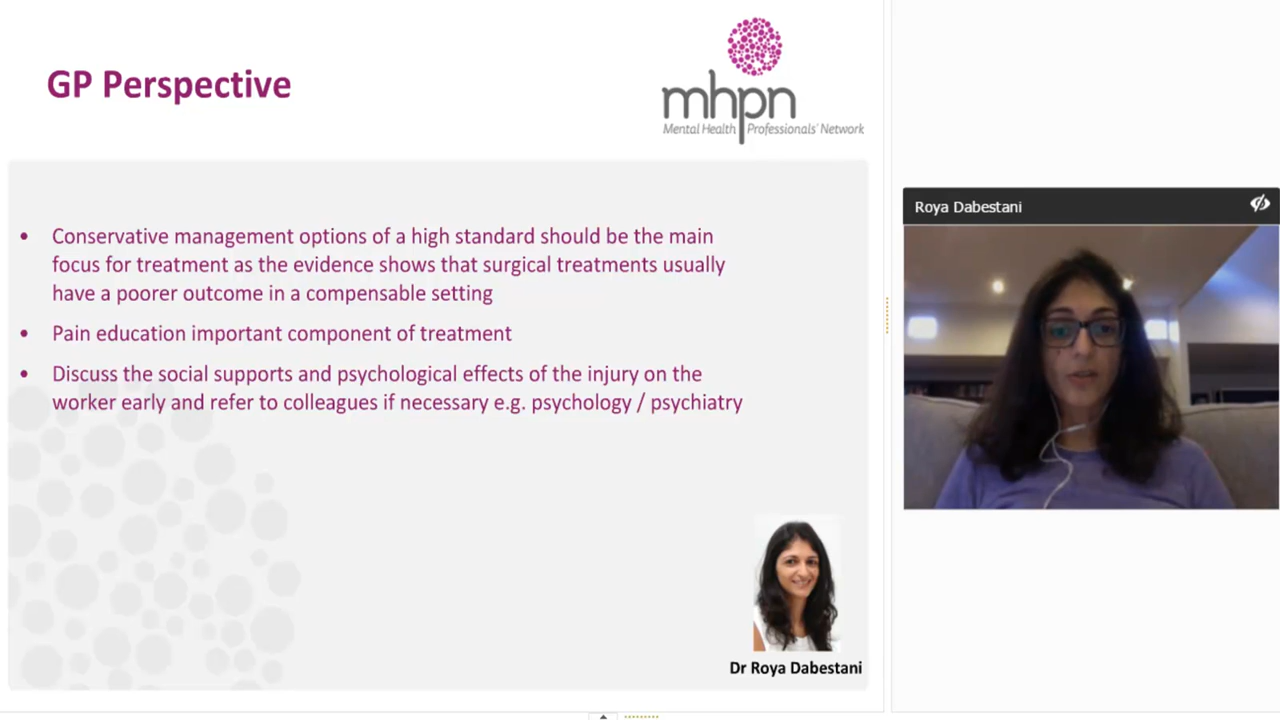 GP Perspective
mhpn
Mental Health Professionals' Network
• Conservative management options of a high standard should be the main
focus for treatment as the evidence shows that surgical treatments usually
have a poorer outcome in a compensable setting
• Pain education important component of treatment
• Discuss the social supports and psychological effects of the injury on the
worker early and refer to colleagues if necessary e.g. psychology / psychiatry
Dr Roya Dabestani
Roya Dabestani